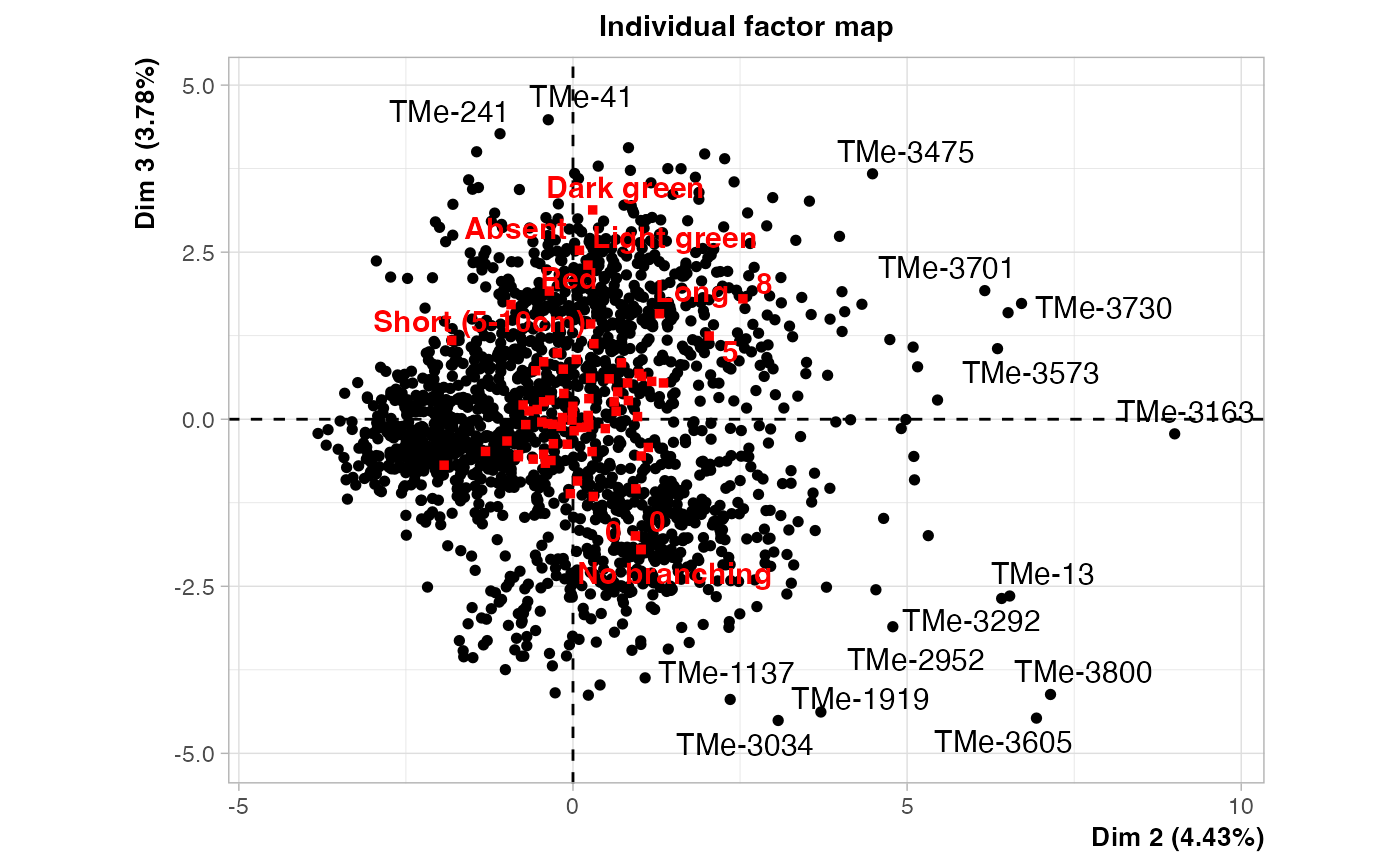 Individual factor map
Dim 3 (3.78%)
5.0
2.5
0.0
-2.5
-5.0
TMe-41
TMe-241
TMe-3475
Dark green
Absent
Light green
TMe-3701
Red
Long
8
TMe-3730
Short (5-10cm)
5
TMe-3573
TMe-3163
0
0
No branching
TMe-13
TMe-3292
TMe-2952
TMe-1137
TMe-3800
TMe-1919
TMe-3034
TMe-3605
-5
0
5
10
Dim 2 (4.43%)